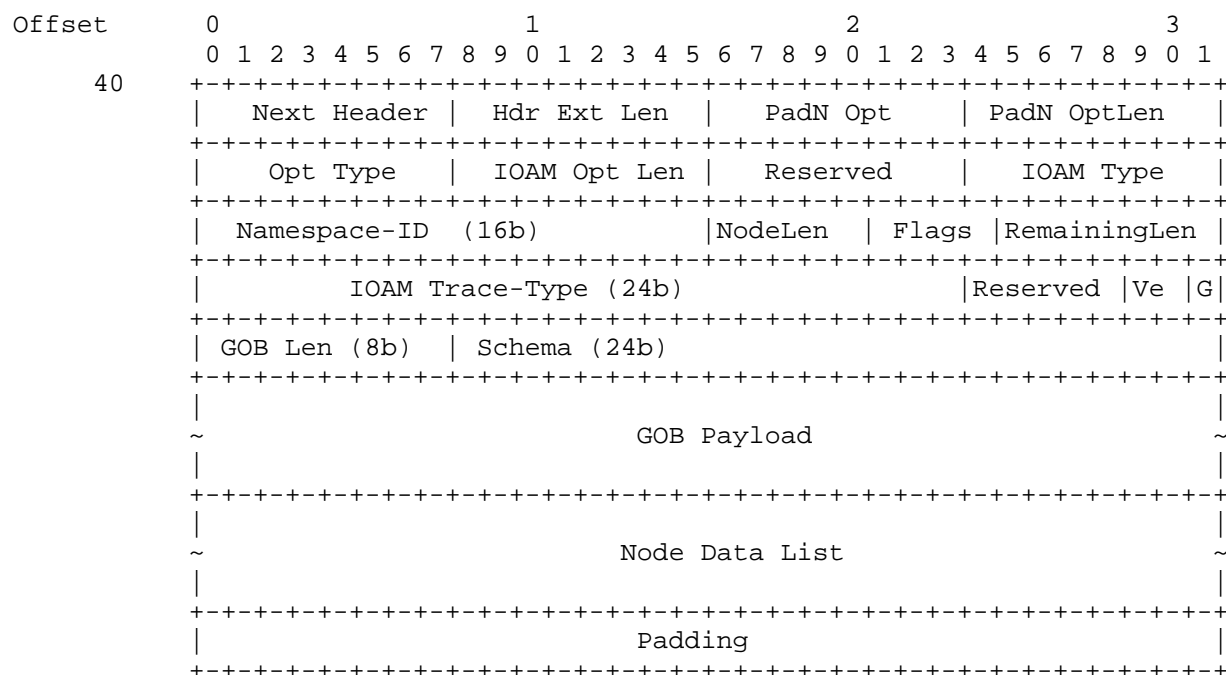 Offset        0                   1                   2                   3
              0 1 2 3 4 5 6 7 8 9 0 1 2 3 4 5 6 7 8 9 0 1 2 3 4 5 6 7 8 9 0 1
     40      +-+-+-+-+-+-+-+-+-+-+-+-+-+-+-+-+-+-+-+-+-+-+-+-+-+-+-+-+-+-+-+-+
             |   Next Header |  Hdr Ext Len  |   PadN Opt    | PadN OptLen   |
             +-+-+-+-+-+-+-+-+-+-+-+-+-+-+-+-+-+-+-+-+-+-+-+-+-+-+-+-+-+-+-+-+
             |    Opt Type   |  IOAM Opt Len |   Reserved    |   IOAM Type   |
             +-+-+-+-+-+-+-+-+-+-+-+-+-+-+-+-+-+-+-+-+-+-+-+-+-+-+-+-+-+-+-+-+
             |  Namespace-ID  (16b)          |NodeLen  | Flags |RemainingLen |
             +-+-+-+-+-+-+-+-+-+-+-+-+-+-+-+-+-+-+-+-+-+-+-+-+-+-+-+-+-+-+-+-+
             |         IOAM Trace-Type (24b)                 |Reserved |Ve |G|
             +-+-+-+-+-+-+-+-+-+-+-+-+-+-+-+-+-+-+-+-+-+-+-+-+-+-+-+-+-+-+-+-+
             | GOB Len (8b)  | Schema (24b)                                  |
             +-+-+-+-+-+-+-+-+-+-+-+-+-+-+-+-+-+-+-+-+-+-+-+-+-+-+-+-+-+-+-+-+
             |                                                               |
             ~                           GOB Payload                         ~
             |                                                               |
             +-+-+-+-+-+-+-+-+-+-+-+-+-+-+-+-+-+-+-+-+-+-+-+-+-+-+-+-+-+-+-+-+
             |                                                               |
             ~                          Node Data List                       ~
             |                                                               |
             +-+-+-+-+-+-+-+-+-+-+-+-+-+-+-+-+-+-+-+-+-+-+-+-+-+-+-+-+-+-+-+-+
             |                           Padding                             |
             +-+-+-+-+-+-+-+-+-+-+-+-+-+-+-+-+-+-+-+-+-+-+-+-+-+-+-+-+-+-+-+-+